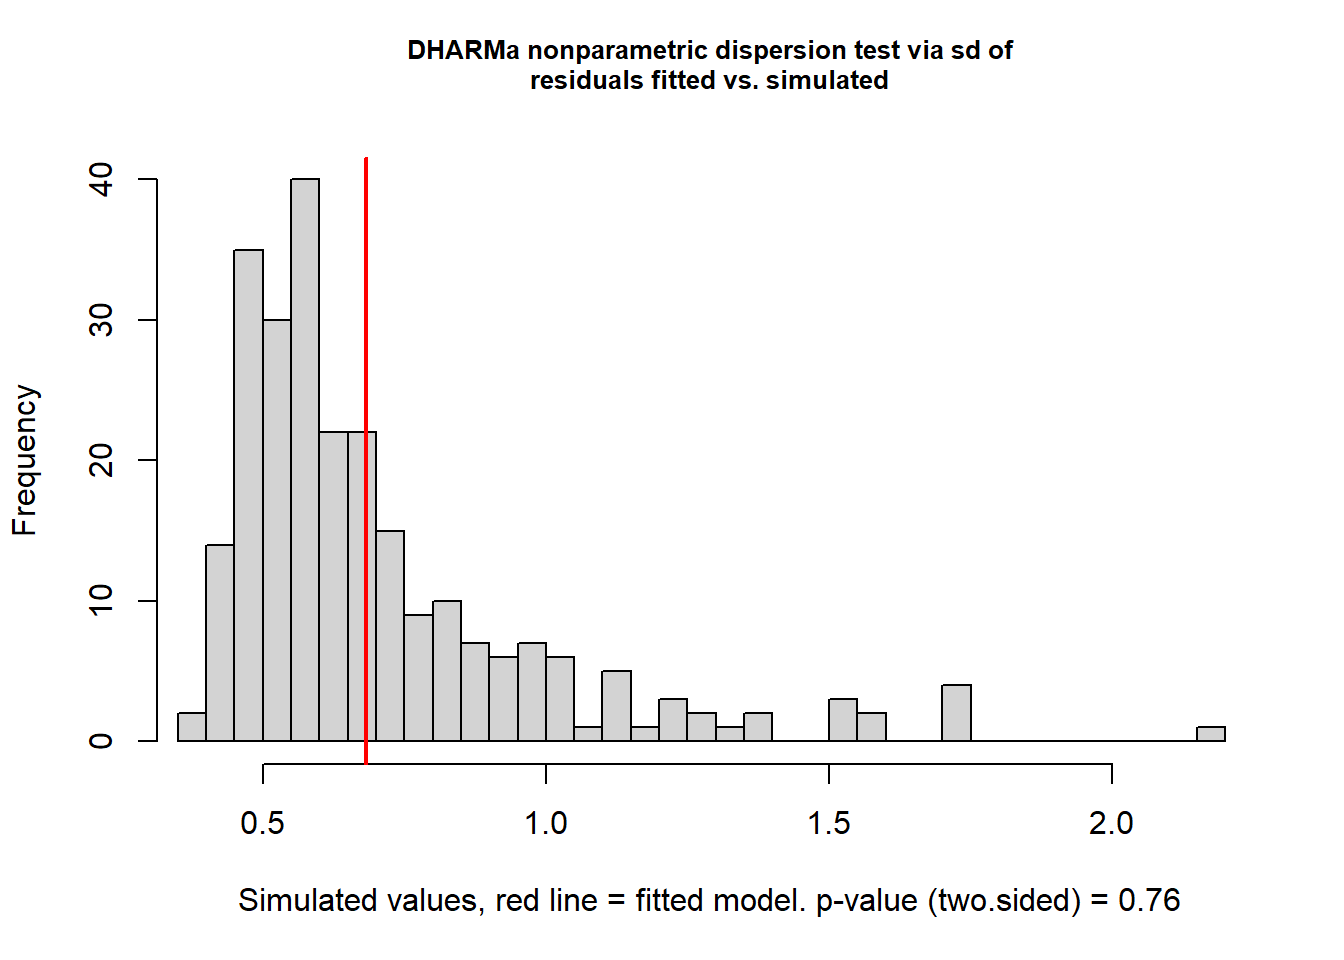 DHARMa nonparametric dispersion test via sd of
residuals fitted vs. simulated
40
30
20
10
0
Frequency
0.5 1.0 1.5 2.0
Simulated values, red line = fitted model. p-value (two.sided) = 0.76